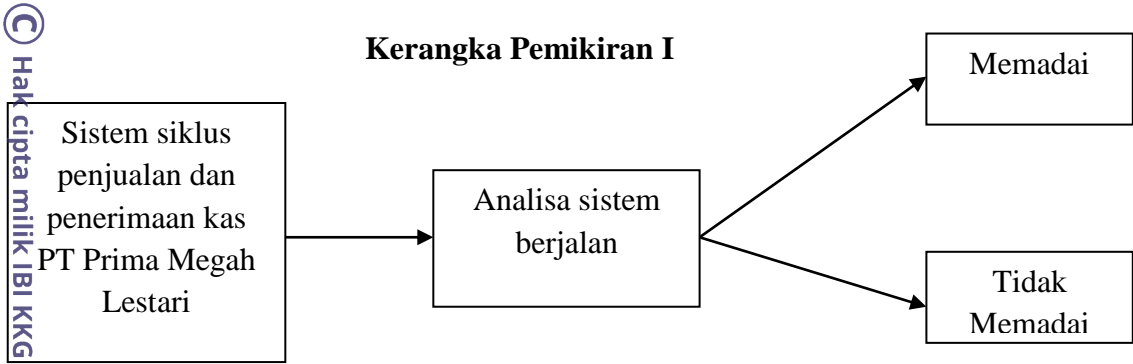 © Hak cipta milik IBI KKG
Kerangka Pemikiran I
Sistem siklus
penjualan dan
penerimaan kas
PT Prima Megah
Lestari
Analisa sistem
berjalan
Memadai
Tidak
Memadai